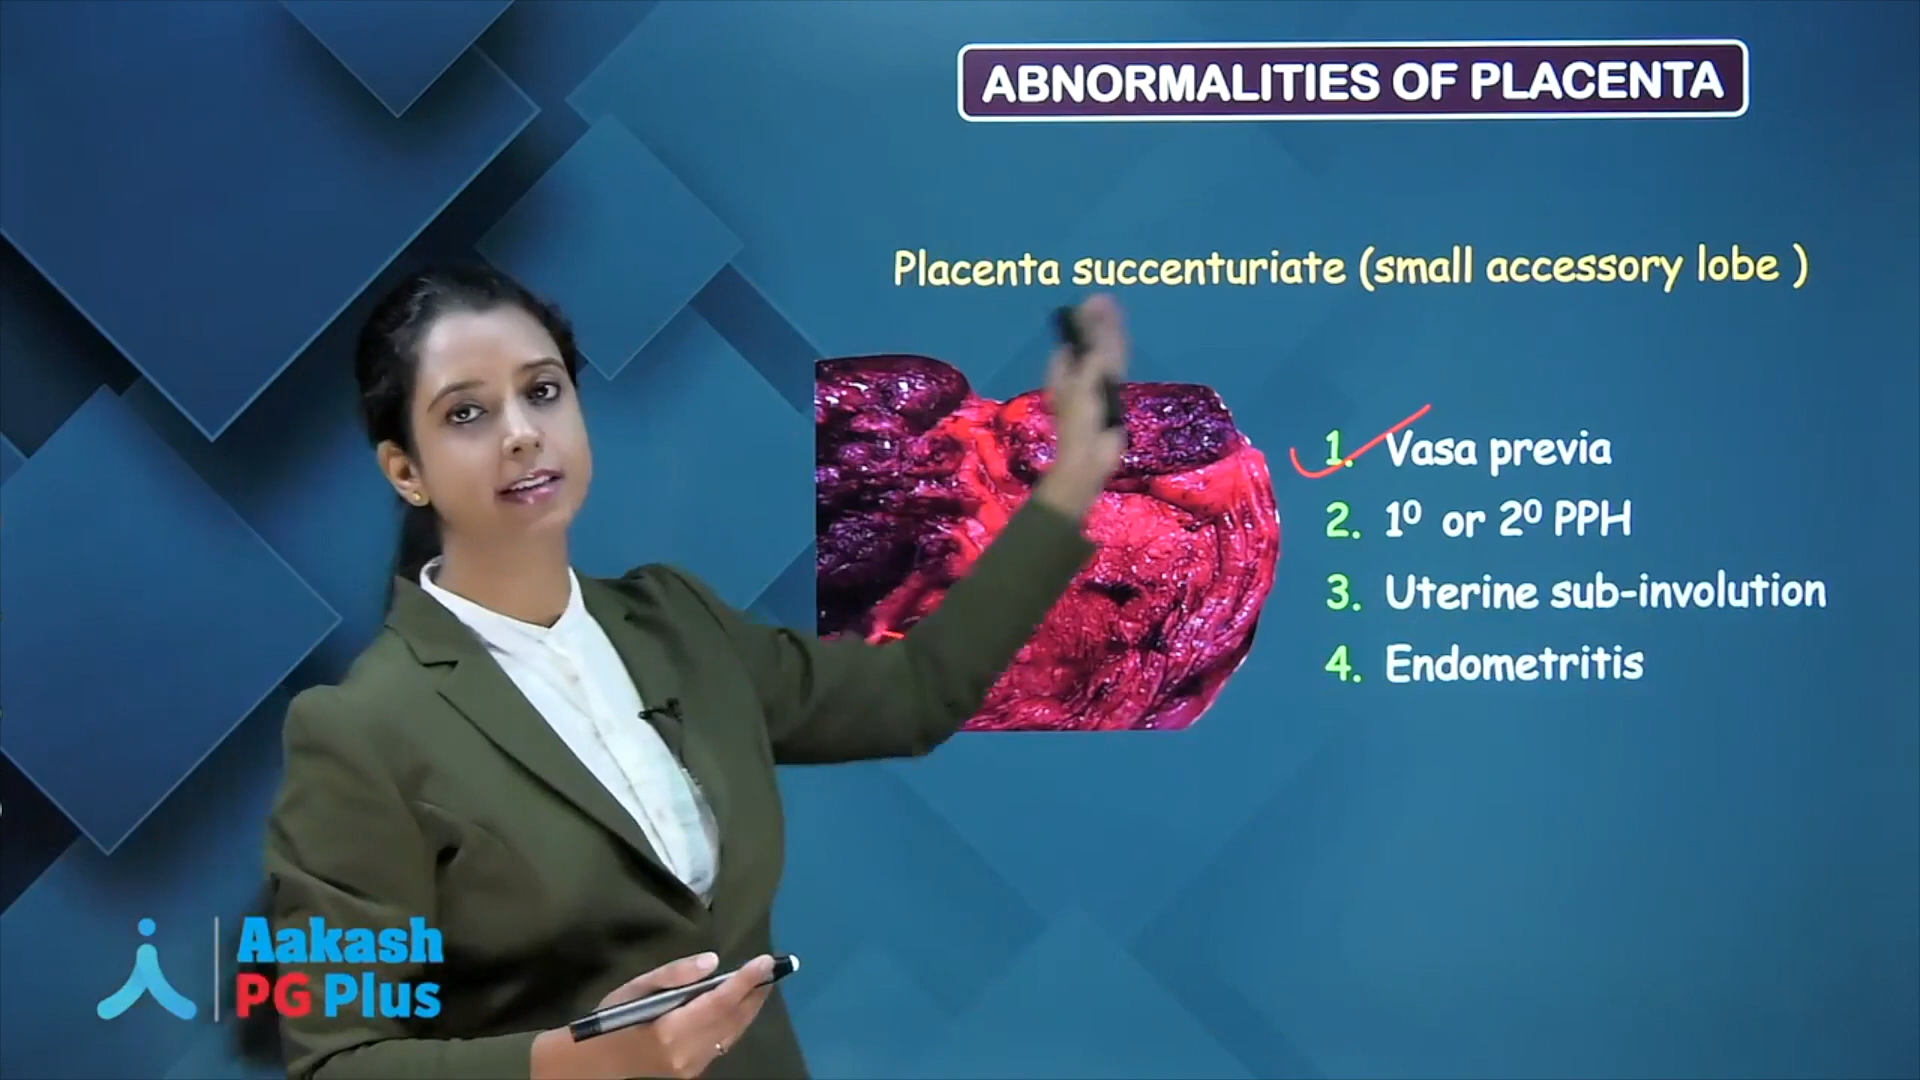 ABNORMALITIES OF PLACENTA
Placenta succenturiate (small accessory lobe )
1. Vasa previa
2. 1⁰ or 2⁰ PPH
3. Uterine sub-involution
4. Endometritis
Aakash
PG Plus